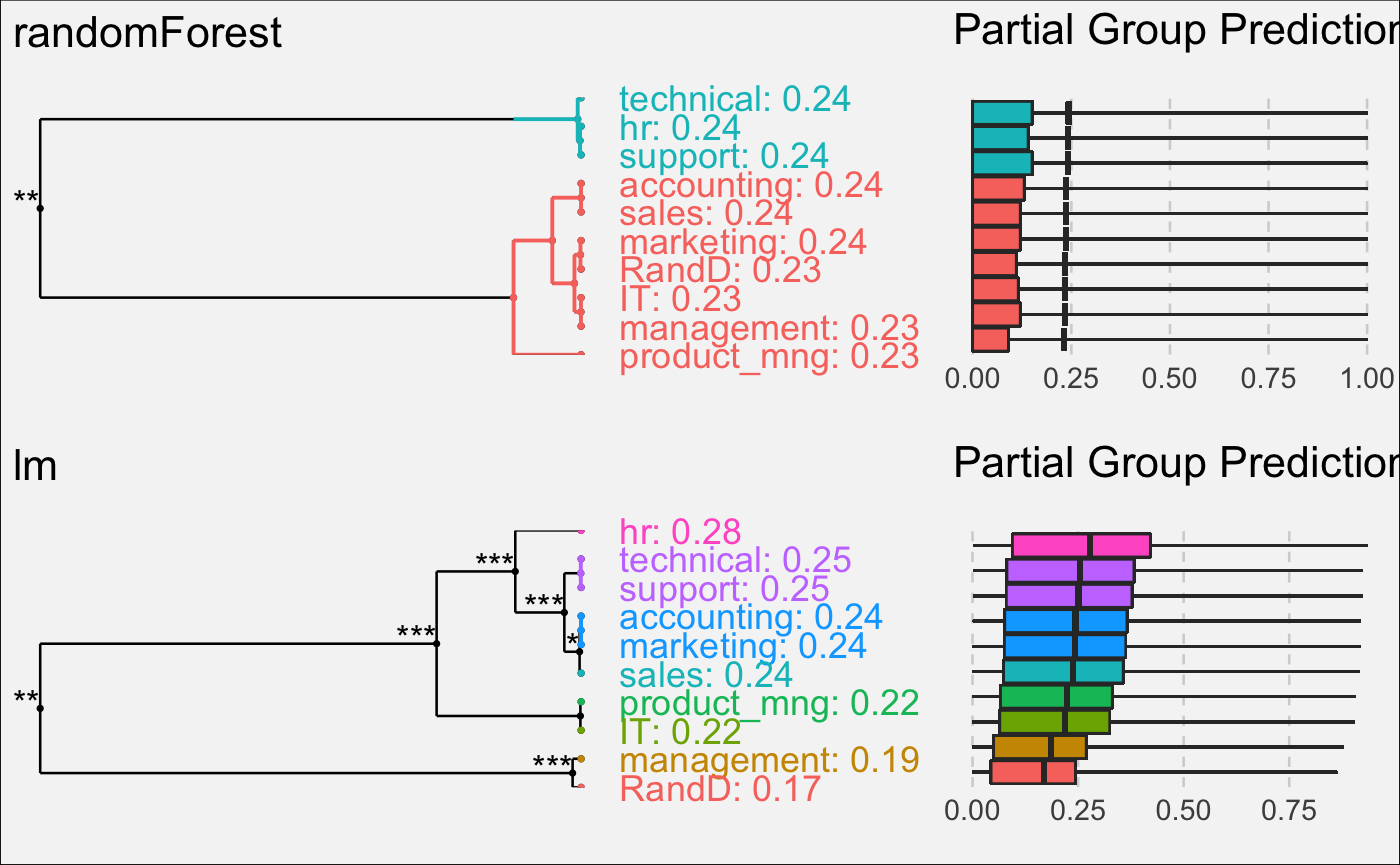 randomForest
Partial Group Prediction
technical: 0.24
hr: 0.24
support: 0.24
accounting: 0.24
sales: 0.24
marketing: 0.24
RandD: 0.23
IT: 0.23
management: 0.23
product_mng: 0.23
**
0.00 0.25 0.50 0.75 1.00
lm
Partial Group Prediction
hr: 0.28
***
technical: 0.25
support: 0.25
***
accounting: 0.24
***
*
marketing: 0.24
sales: 0.24
**
product_mng: 0.22
IT: 0.22
***
management: 0.19
RandD: 0.17
0.00 0.25 0.50 0.75